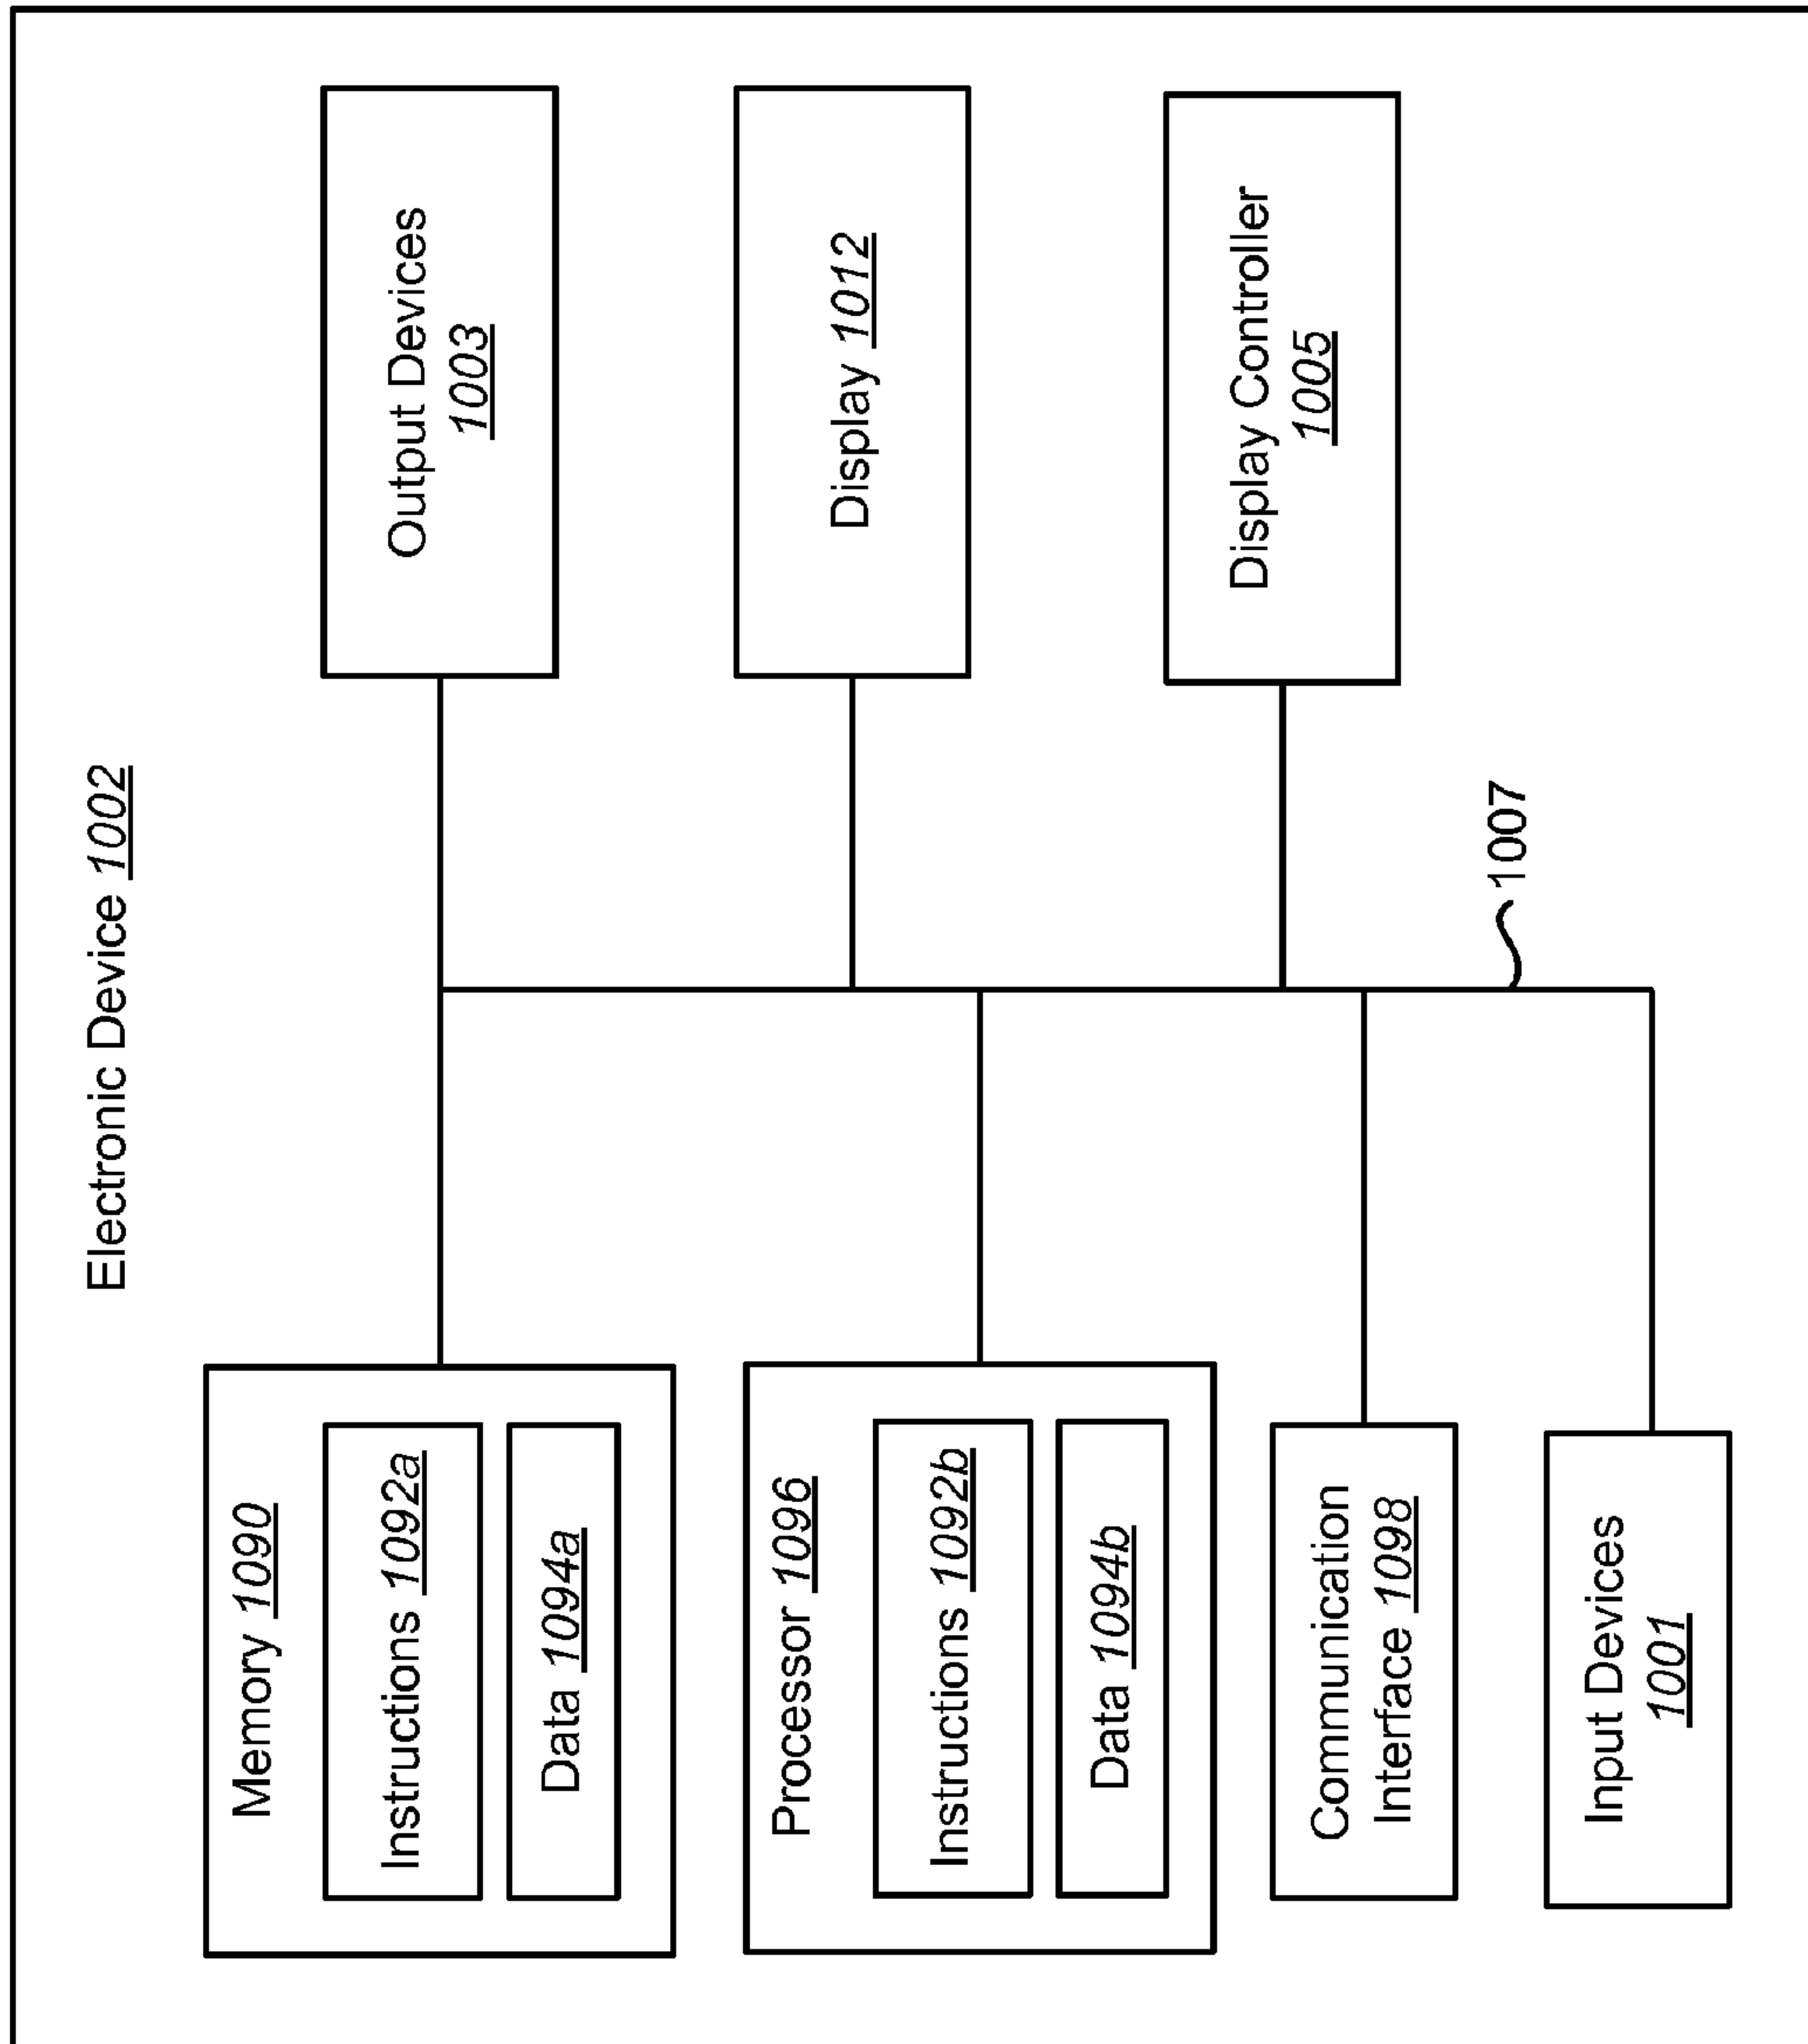 Electronic Device 1002
Memory 1090
Instructions 1092a
Data 1094a
Processor 1096
Instructions 1092b
Data 1094b
Communication
Interface 1098
Input Devices
1001
Output Devices
1003
Display 1012
Display Controller
1005
1007